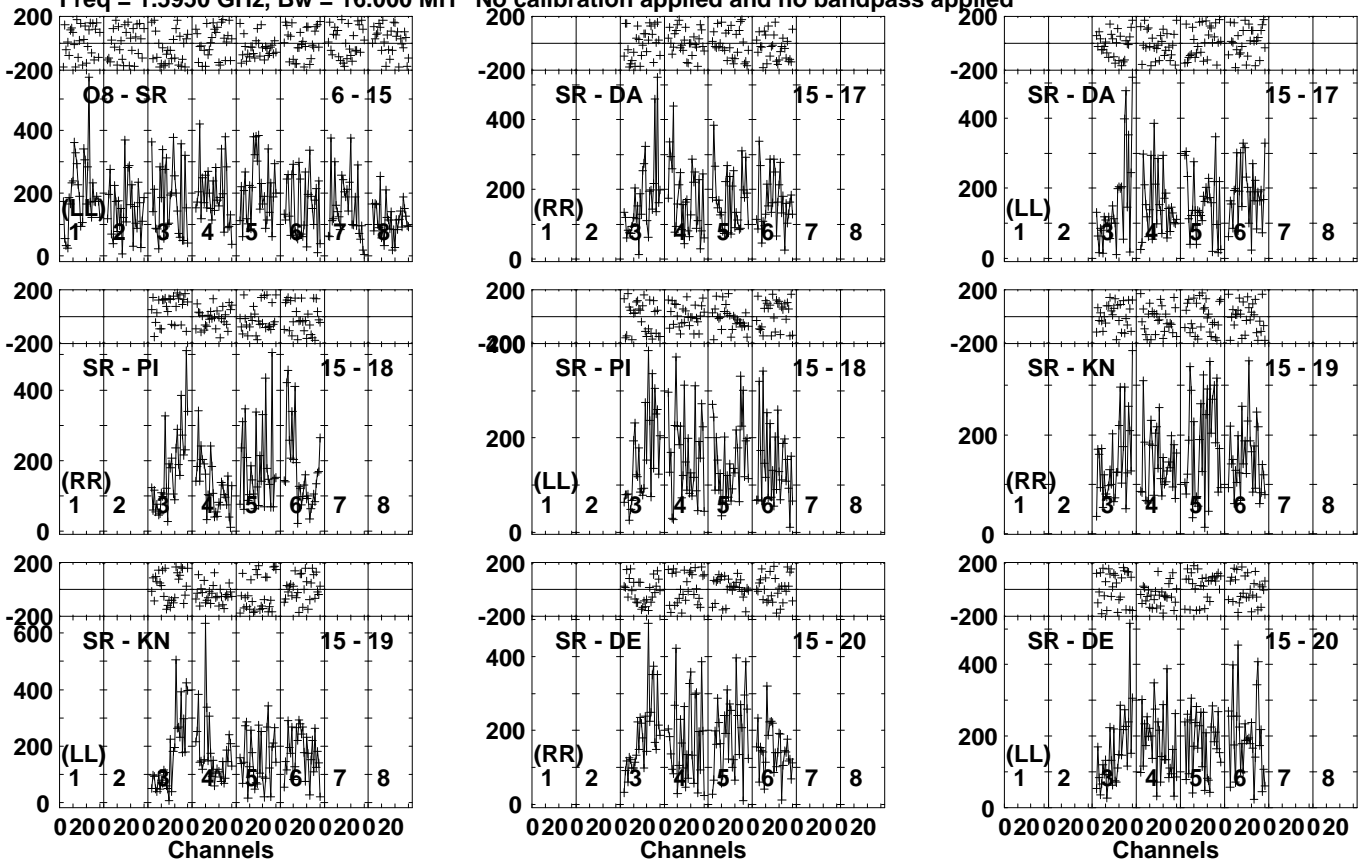 Freq = 1.5950 GHz, Bw = 16.000 MH No calibration applied and no bandpass applied
200 200 200
-200 -200 -200
O8 - SR 6 - 15 SR - DA 15 - 17 SR - DA 15 - 17
400 400 400
200 200 200
(LL) (RR) (LL)
1 2 3 4 5 6 7 8 1 2 3 4 5 6 7 8 1 2 3 4 5 6 7 8
0 0 0
200 200 200
-200 -200 -200
SR - PI 15 - 18 SR - PI 15 - 18 SR - KN 15 - 19
400
200 200 200
(RR) (LL) (RR)
1 2 3 4 5 6 7 8 1 2 3 4 5 6 7 8 1 2 3 4 5 6 7 8
0 0 0
200 200 200
-200 -200 -200
600
SR - KN 15 - 19 SR - DE 15 - 20 SR - DE 15 - 20
400 400 400
200 200 200
(LL) (RR) (LL)
1 2 3 4 5 6 7 8 1 2 3 4 5 6 7 8 1 2 3 4 5 6 7 8
0 0 0
0 20 0 20 0 20 0 20 0 20 0 20 0 20 0 20 0 20 0 20 0 20 0 20 0 20 0 20 0 20 0 20 0 20 0 20 0 20 0 20 0 20 0 20 0 20 0 20
Channels Channels Channels